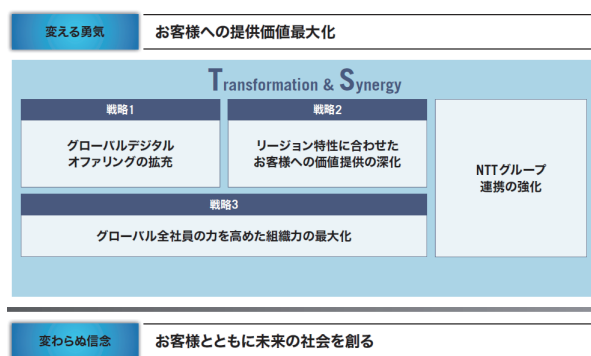 変える勇気
お客様への提供価値最大化
Transformation & Synergy
戦略1
グローバルデジタル
オファリングの拡充
戦略2
リージョン特性に合わせた
お客様への価値提供の深化
NTTグループ
連携の強化
戦略3
グローバル全社員の力を高めた組織力の最大化
変わらぬ信念
お客様とともに未来の社会を創る